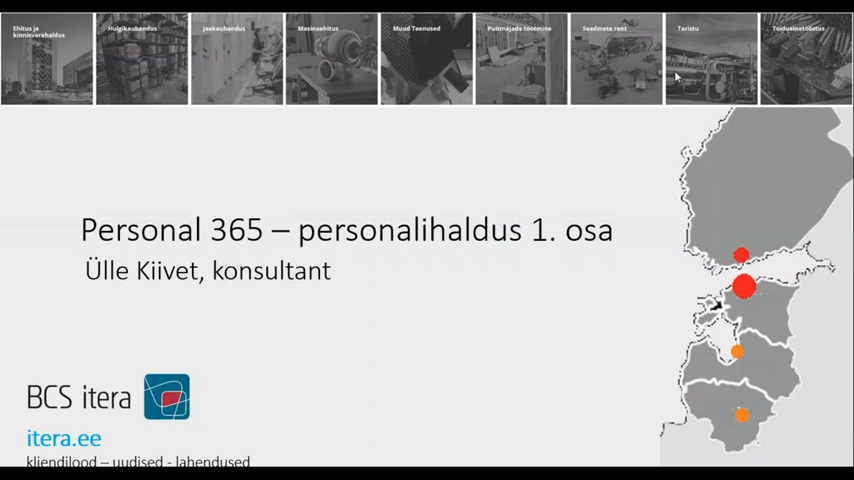 Ehitus ja
kinnisvarahaldus
Hulgikaubandus
Jaekaubandus
Masinaehitus
Muud Teenused
Puitmajade tootmine
Seadmete rent
Taristu
Toiduainetööstus
Personal 365 – personalihaldus 1. osa
Ülle Kiivet, konsultant
BCS itera
itera.ee
kliendilood – uudised - lahendused